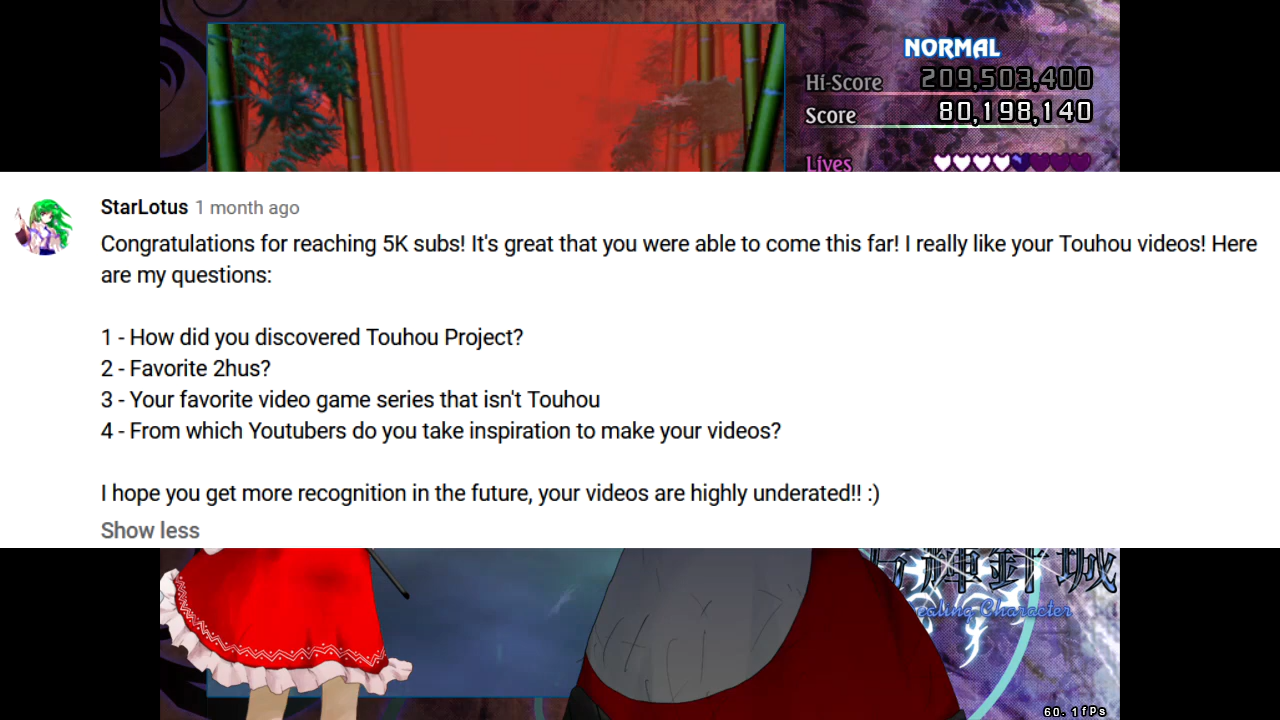 NORMAL
Hi-Score 209,503,400
Score 80,198,140
Lives
StarLotus 1 month ago
Congratulations for reaching 5K subs! It's great that you were able to come this far! I really like your Touhou videos! Here
are my questions:
1 - How did you discovered Touhou Project?
2 - Favorite 2hus?
3 - Your favorite video game series that isn't Touhou
4 - From which Youtubers do you take inspiration to make your videos?
I hope you get more recognition in the future, your videos are highly underated!! :)
Show less
輝針城
Character
60.1fps